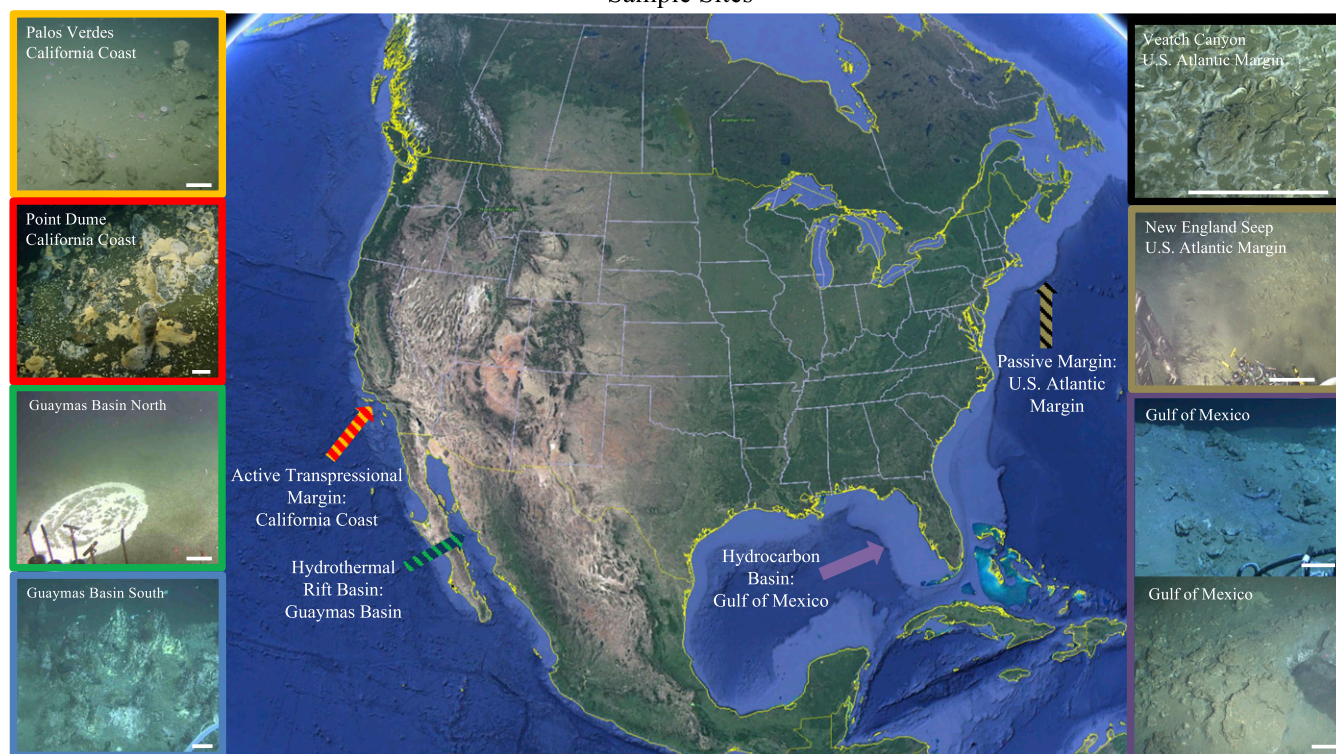 Sample Sites
Palos Verdes
California Coast
Point Dume
California Coast
Guaymas Basin North
Guaymas Basin South
Active Transpressional
Margin:
California Coast
Hydrothermal
Rift Basin:
Guaymas Basin
Hydrocarbon
Basin:
Gulf of Mexico
Passive Margin:
U.S. Atlantic
Margin
Veatch Canyon
U.S. Atlantic Margin
New England Seep
U.S. Atlantic Margin
Gulf of Mexico
Gulf of Mexico